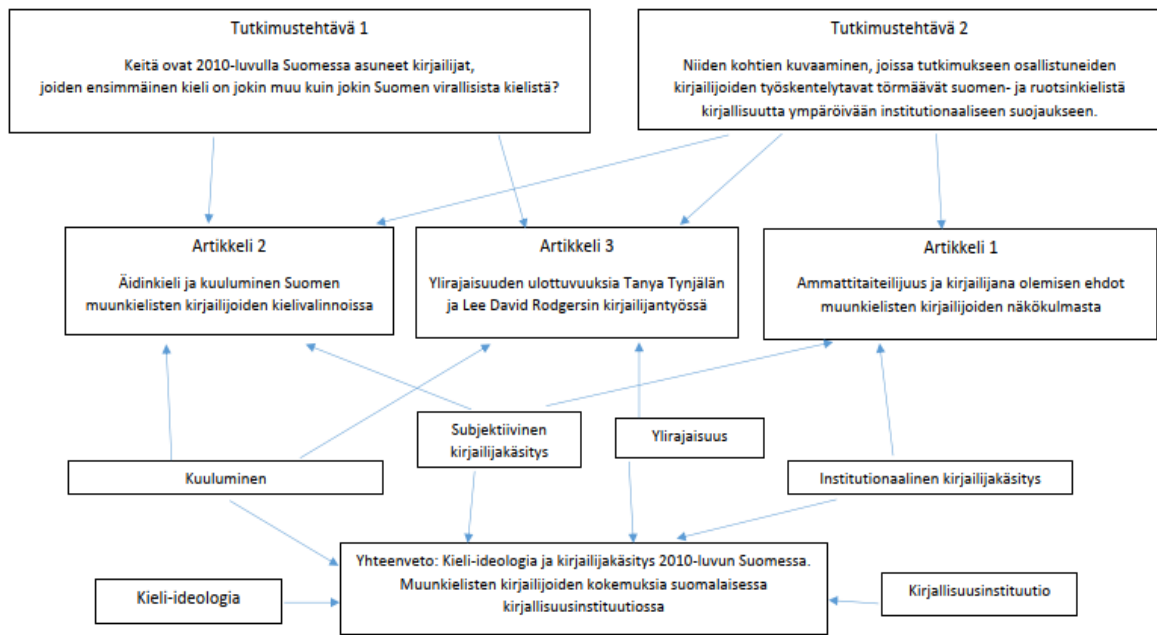 Tutkimustehtävä 1
Keitä ovat 2010-luvulla Suomessa asuneet kirjailijat,
joiden ensimmäinen kieli on jokin muu kuin jokin Suomen virallisista kielistä?
Tutkimustehtävä 2
Niiden kohtien kuvaaminen, joissa tutkimukseen osallistuneiden
kirjailijoiden työskentelytavat törmäävät suomen- ja ruotsinkielistä
kirjallisuutta ympäröivään institutionaaliseen suojaukseen.
Artikkeli 2
Äidinkieli ja kuuluminen Suomen
muunkielisten kirjailijoiden kielivalinnoissa
Artikkeli 3
Ylirajaisuuden ulottuvuuksia Tanya Tynjälän
ja Lee David Rodgersin kirjailijantyössä
Artikkeli 1
Ammattitaiteilijuus ja kirjailijana olemisen ehdot
muunkielisten kirjailijoiden näkökulmasta
Subjektiivinen
kirjailijakäsitys
Ylirajaisuus
Kuuluminen
Institutionaalinen kirjailijakäsitys
Yhteenveto: Kieli-ideologia ja kirjailijakäsitys 2010-luvun Suomessa.
Muunkielisten kirjailijoiden kokemuksia suomalaisessa
kirjallisuusinstituutiossa
Kieli-ideologia
Kirjallisuusinstituutio